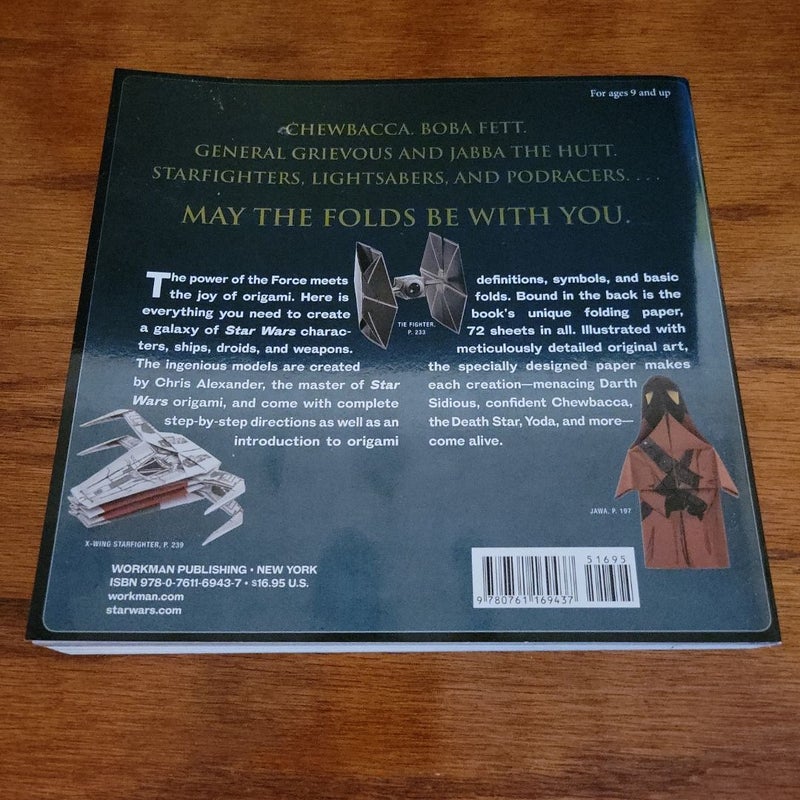 For ages 9 and up
CHEWBACCA. BOBA FETT.
GENERAL GRIEVOUS AND JABBA THE HUTT.
STARFIGHTERS, LIGHTSABERS, AND PODRACERS. . . .
MAY THE FOLDS BE WITH YOU.
The power of the Force meets
the joy of origami. Here is
everything you need to create
a galaxy of Star Wars charac-
ters, ships, droids, and weapons.
The ingenious models are created
by Chris Alexander, the master of Star
Wars origami, and come with complete
step-by-step directions as well as an
introduction to origami
TIE FIGHTER,
P. 233
definitions, symbols, and basic
folds. Bound in the back is the
book's unique folding paper,
72 sheets in all. Illustrated with
meticulously detailed original art,
the specially designed paper makes
each creation—menacing Darth
Sidious, confident Chewbacca,
the Death Star, Yoda, and more—
come alive.
X-WING STARFIGHTER, P. 239
JAWA, P. 197
WORKMAN PUBLISHING • NEW YORK
ISBN 978-0-7611-6943-7 • $16.95 U.S.
workman.com
starwars.com
51695
9 780761 169437